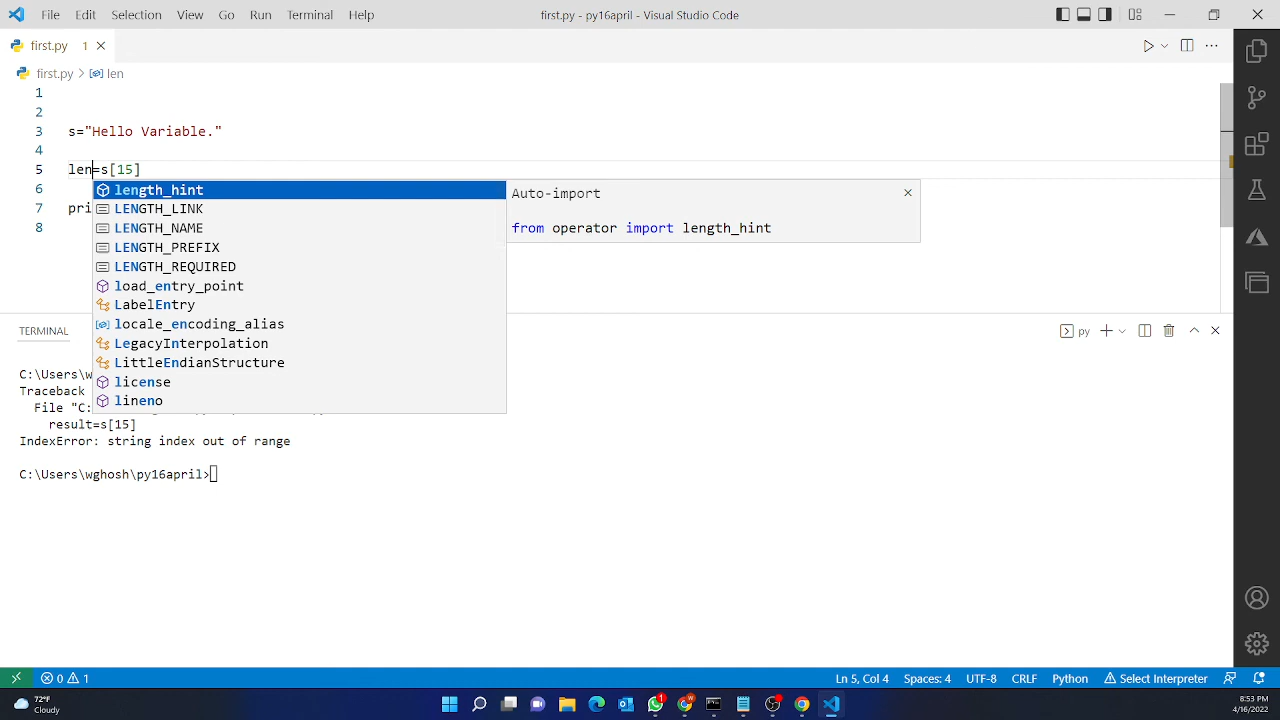 File Edit Selection View Go Run Terminal Help
first.py - py16april - Visual Studio Code
first.py 1
first.py > len
1
2
3 s="Hello Variable."
4
5 len=s[15]
6
7 pri
8
length_hint
LENGTH_LINK
LENGTH_NAME
LENGTH_PREFIX
LENGTH_REQUIRED
load_entry_point
LabelEntry
locale_encoding_alias
LegacyInterpolation
LittleEndianStructure
license
lineno
Auto-import
from operator import length_hint
TERMINAL
py
C:\Users\w
Traceback
File "C:
result=s[15]
IndexError: string index out of range
C:\Users\wghosh\py16april>
0 1
Ln 5, Col 4 Spaces: 4 UTF-8 CRLF Python Select Interpreter
72°F
Cloudy
1
8:53 PM
4/16/2022